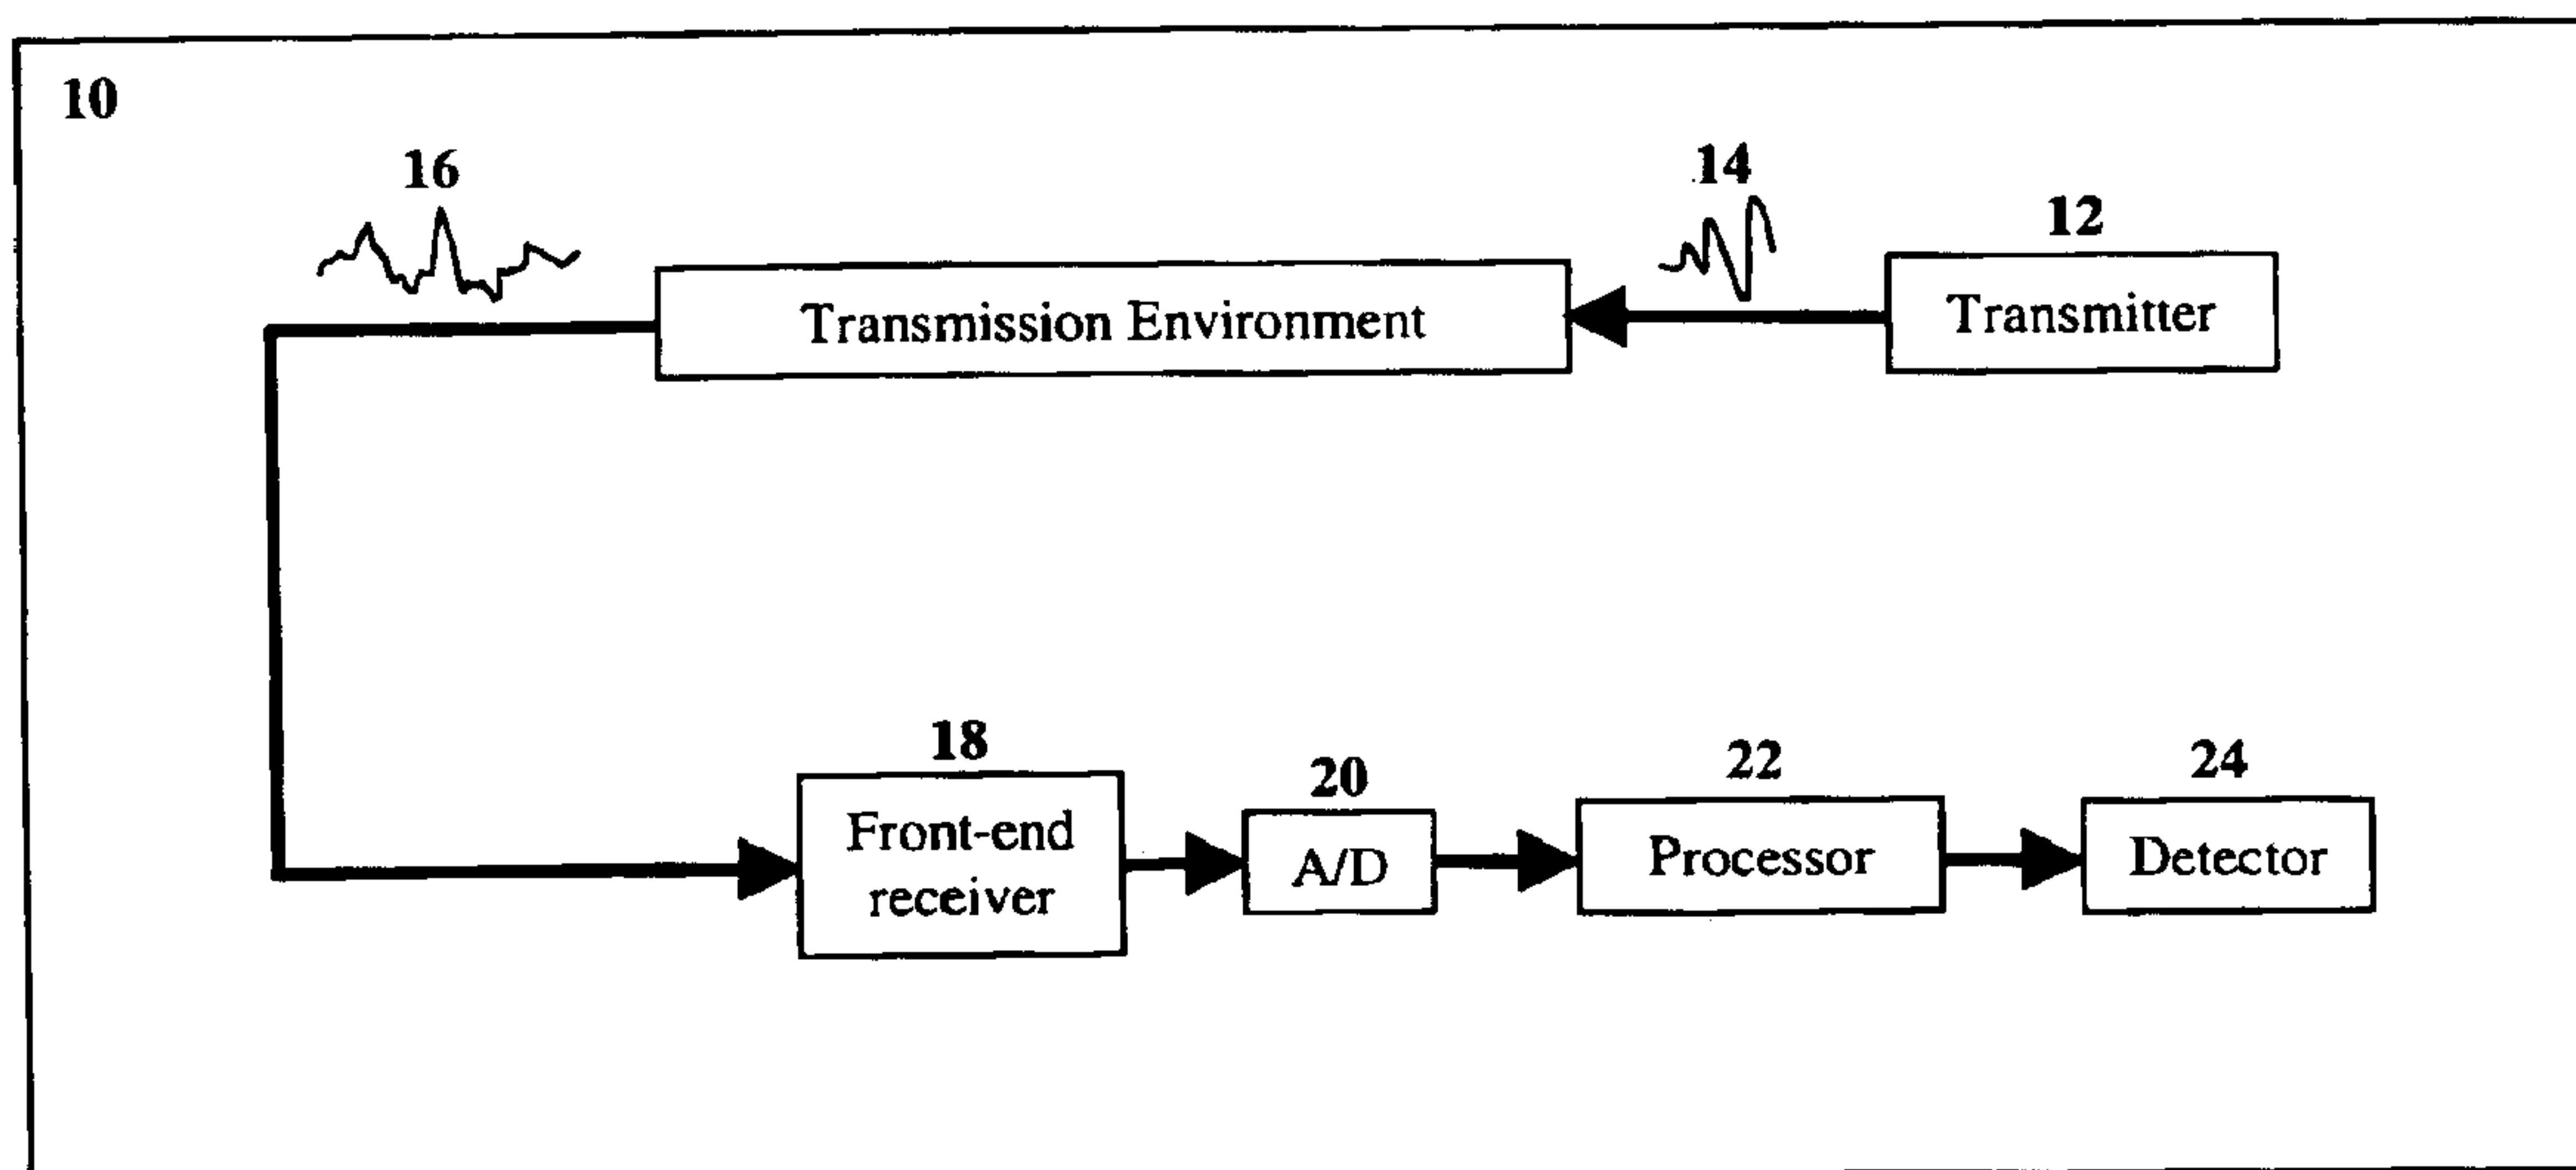 10
16
14
12
Transmission Environment
Transmitter
18
20
22
24
Front-end
receiver
A/D
Processor
Detector